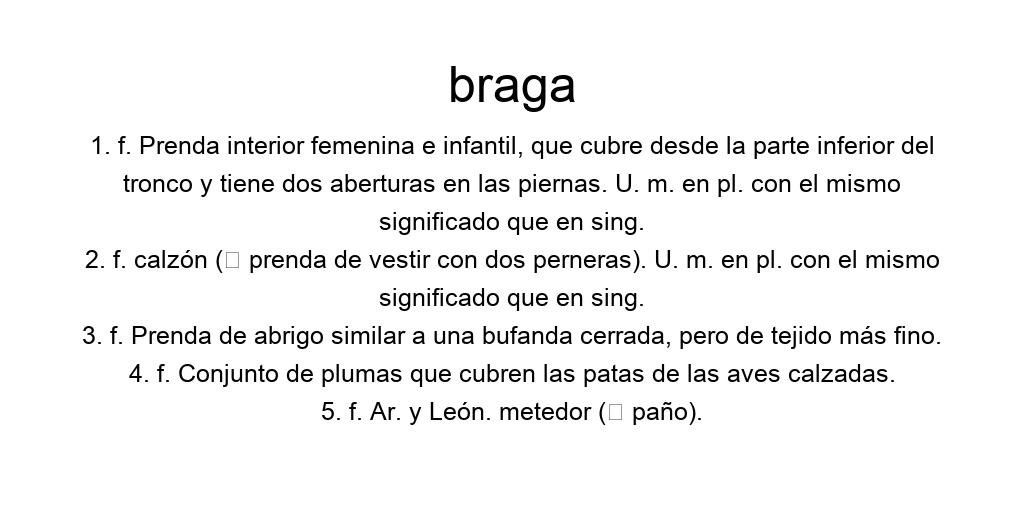 braga
1. f. Prenda interior femenina e infantil, que cubre desde la parte inferior del
tronco y tiene dos aberturas en las piernas. U. m. en pl. con el mismo
significado que en sing.
2. f. calzón (▯ prenda de vestir con dos perneras). U. m. en pl. con el mismo
significado que en sing.
3. f. Prenda de abrigo similar a una bufanda cerrada, pero de tejido más fino.
4. f. Conjunto de plumas que cubren las patas de las aves calzadas.
5. f. Ar. y León. metedor (▯ paño).